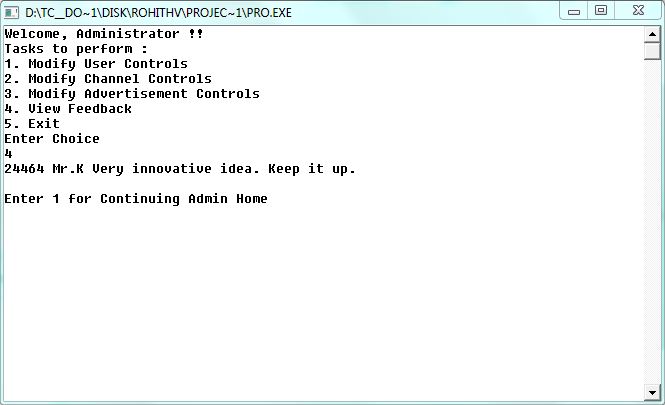 D:\TC__DO~1\DISK\ROHITHV\PROJEC~1\PRO.EXE
Welcome, Administrator !!
Tasks to perform :
1. Modify User Controls
2. Modify Channel Controls
3. Modify Advertisement Controls
4. View Feedback
5. Exit
Enter Choice
4
24464 Mr.K Very innovative idea. Keep it up.
Enter 1 for Continuing Admin Home